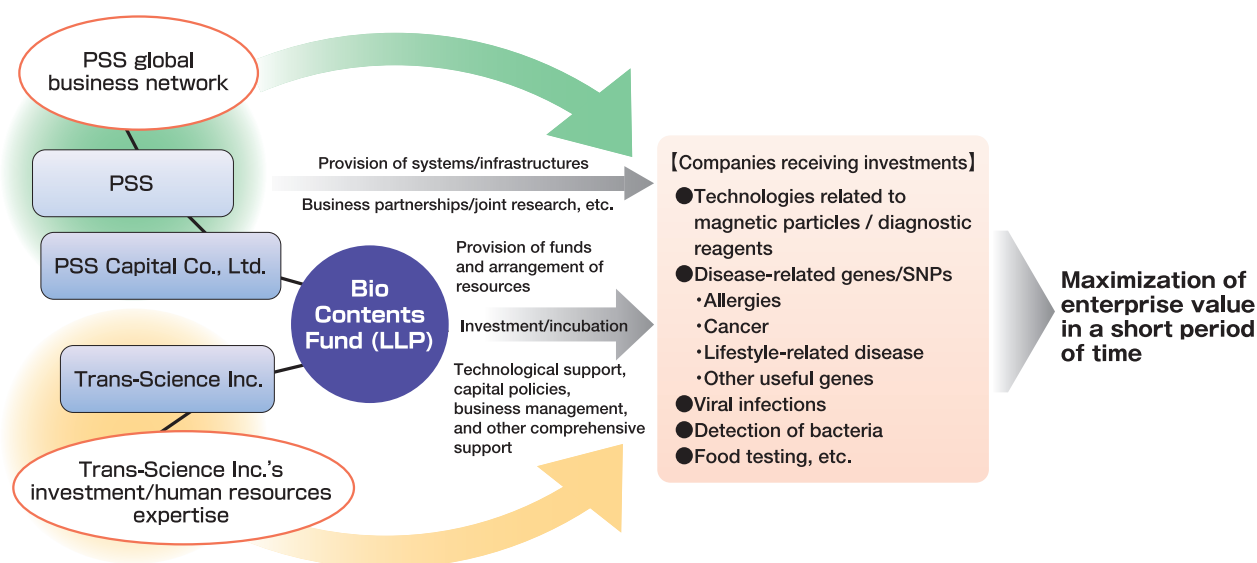 PSS global
business network
PSS
PSS Capital Co., Ltd.
Trans-Science Inc.
Trans-Science Inc.'s
investment/human resources
expertise
Bio
Contents
Fund (LLP)
Provision of systems/infrastructures
Business partnerships/joint research, etc.
Provision of funds
and arrangement of
resources
Investment/incubation
Technological support,
capital policies,
business management,
and other comprehensive
support
【Companies receiving investments】
●Technologies related to
magnetic particles / diagnostic
reagents
●Disease-related genes/SNPs
・Allergies
・Cancer
・Lifestyle-related disease
・Other useful genes
●Viral infections
●Detection of bacteria
●Food testing, etc.
Maximization of
enterprise value
in a short period
of time